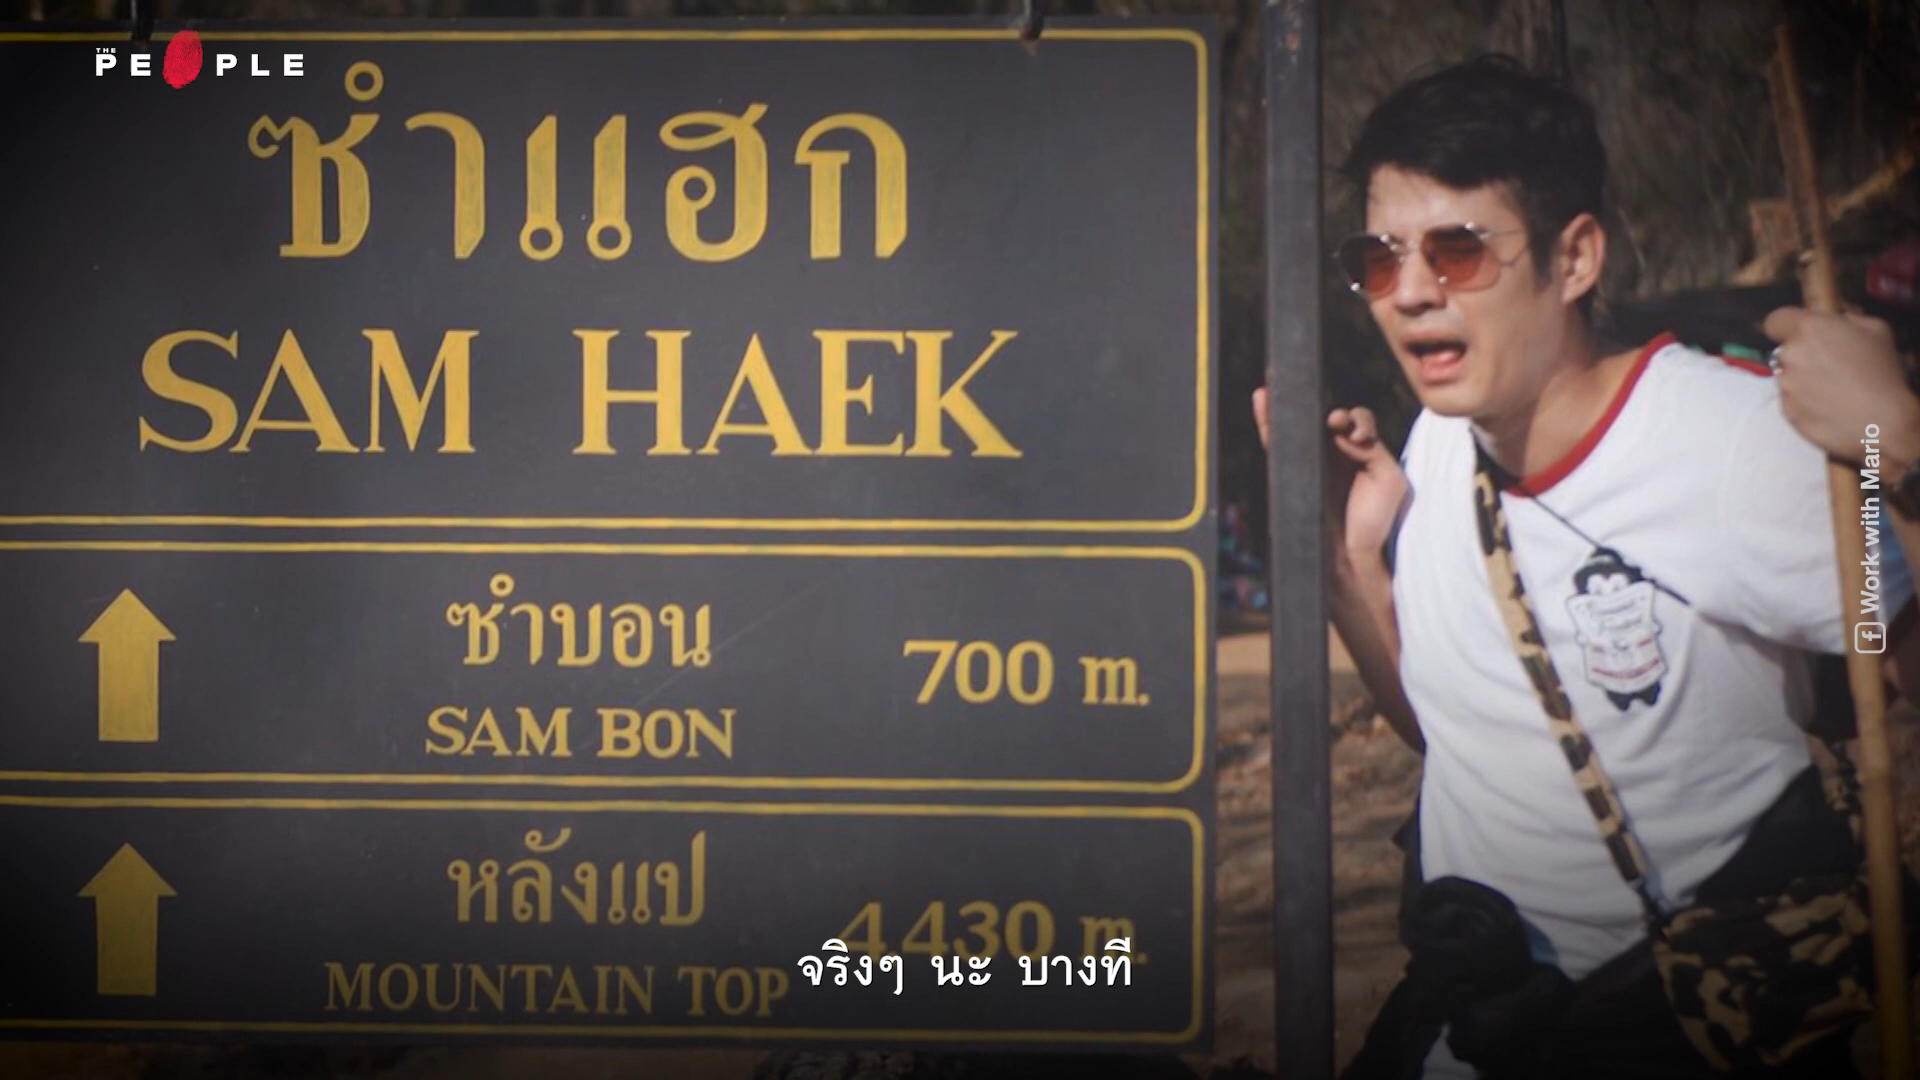 THE PEOPLE
ซำแฮก
SAM HAEK
ซำบอน
700 m.
SAM BON
หลังแป
4,430 m.
MOUNTAIN TOP
จริงๆ นะ บางที
Work with Mario